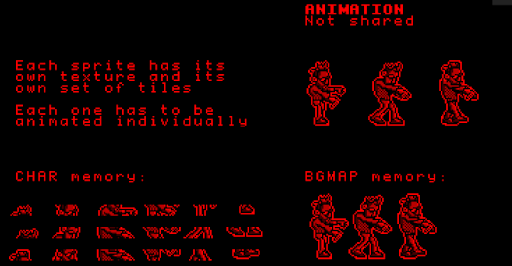 ANIMATION
Not shared
Each sprite has its
own texture and its
own set of tiles
Each one has to be
animated individually
CHAR memory:
BGMAP memory: